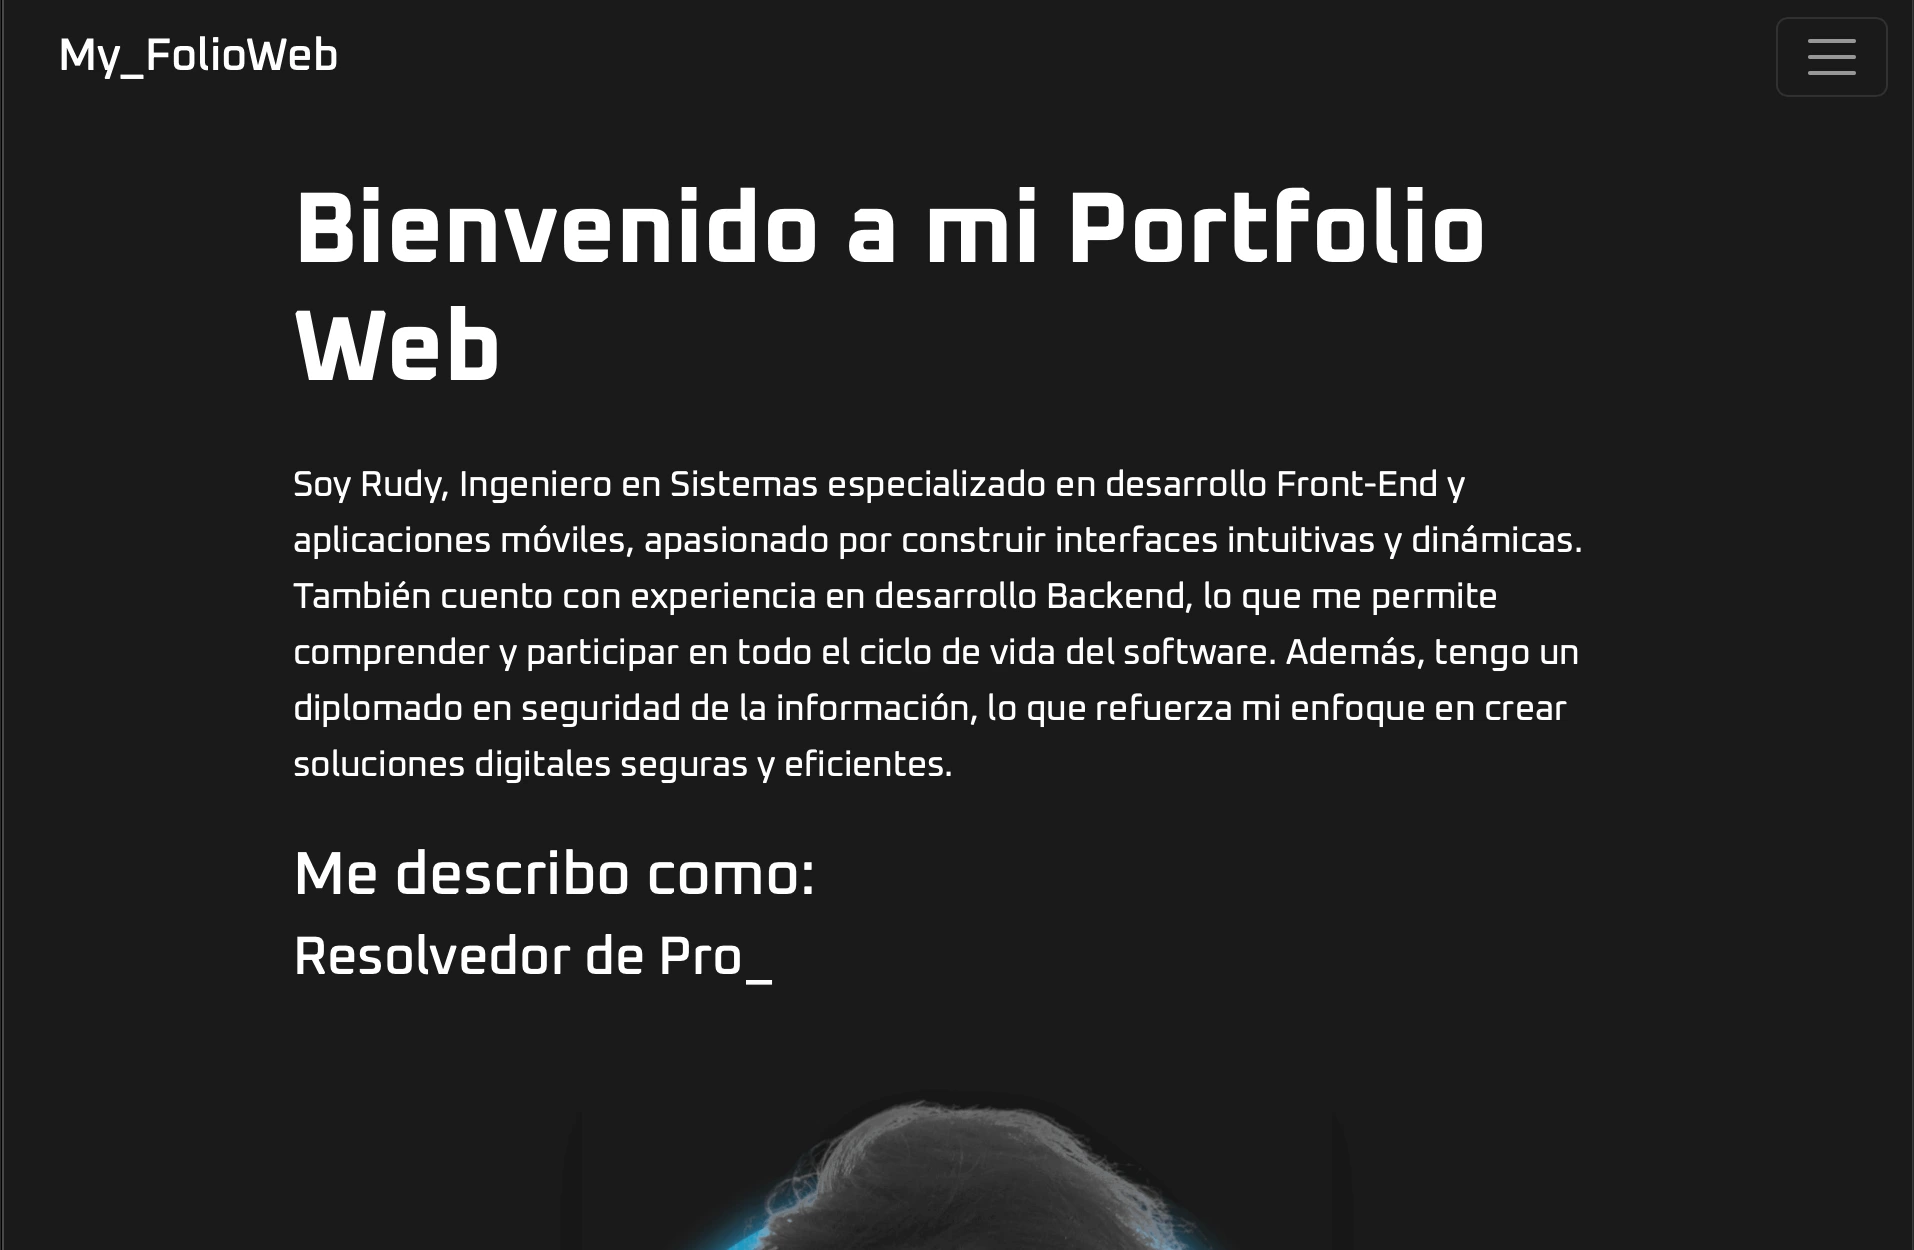 My_FolioWeb
Bienvenido a mi Portfolio
Web
Soy Rudy, Ingeniero en Sistemas especializado en desarrollo Front-End y
aplicaciones móviles, apasionado por construir interfaces intuitivas y dinámicas.
También cuento con experiencia en desarrollo Backend, lo que me permite
comprender y participar en todo el ciclo de vida del software. Además, tengo un
diplomado en seguridad de la información, lo que refuerza mi enfoque en crear
soluciones digitales seguras y eficientes.
Me describo como:
Resolvedor de Pro_